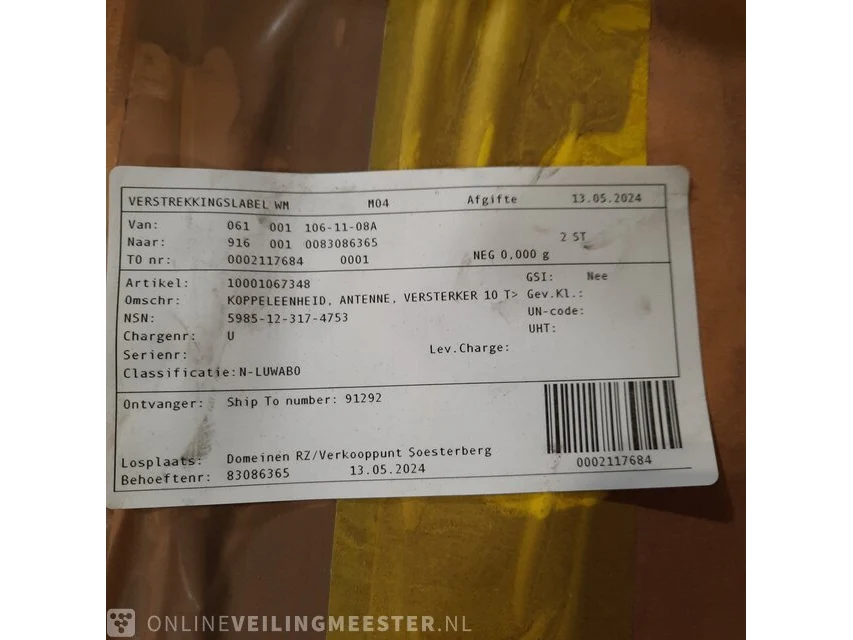 VERSTREKKINGSLABEL WM M04 Afgifte 13.05.2024
Van: 061 001 106-11-08A
Naar: 916 001 0083086365 2 ST
TO nr: 0002117684 0001 NEG 0,000 g
Artikel: 10001067348 GSI: Nee
Omschr: KOPPELEENHEID, ANTENNE, VERSTERKER 10 T> Gev.Kl.:
NSN: 5985-12-317-4753 UN-code:
Chargenr: U UHT:
Serienr: Lev.Charge:
Classificatie: N-LUWABO
Ontvanger: Ship To number: 91292
Losplaats: Domeinen RZ/Verkooppunt Soesterberg
Behoeftenr: 83086365 13.05.2024
0002117684
ONLINEVEILINGMEESTER.NL